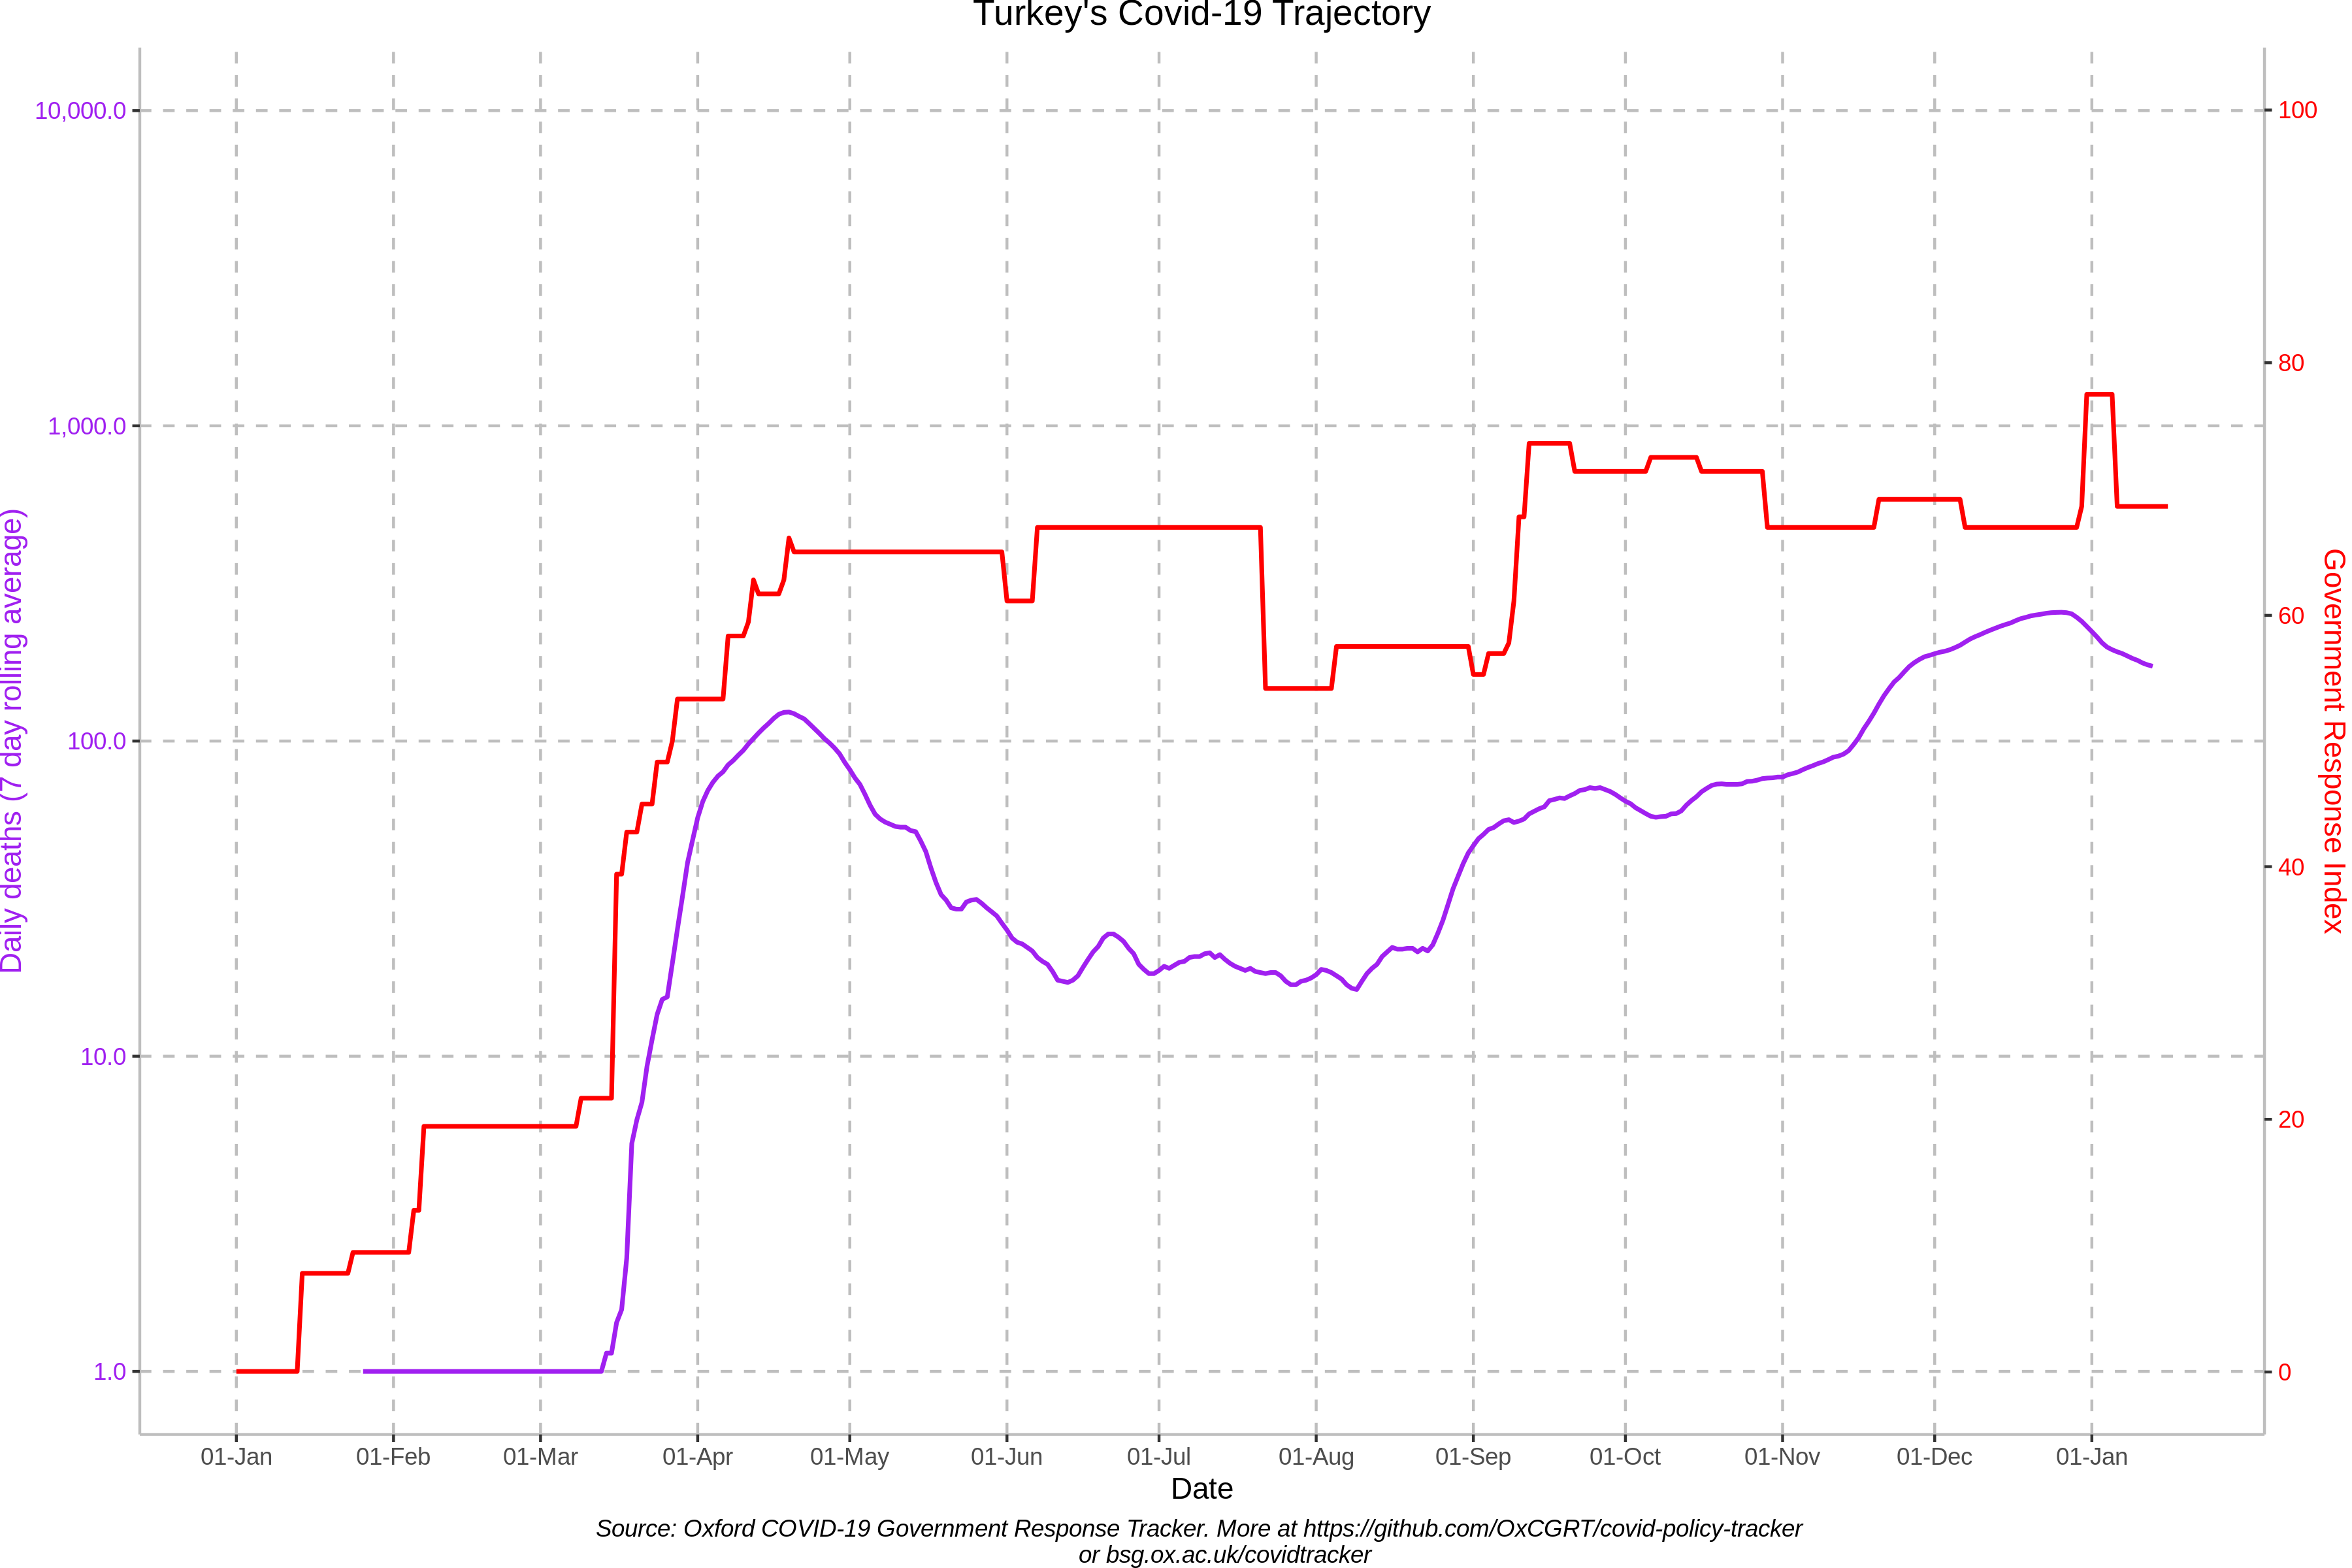 Turkey's Covid-19 Trajectory
10,000.0
1,000.0
100.0
10.0
1.0
Daily deaths (7 day rolling average)
100
80
60
40
20
0
Government Response Index
01-Jan 01-Feb 01-Mar 01-Apr 01-May 01-Jun 01-Jul 01-Aug 01-Sep 01-Oct 01-Nov 01-Dec 01-Jan
Date
Source: Oxford COVID-19 Government Response Tracker. More at https://github.com/OxCGRT/covid-policy-tracker
or bsg.ox.ac.uk/covidtracker